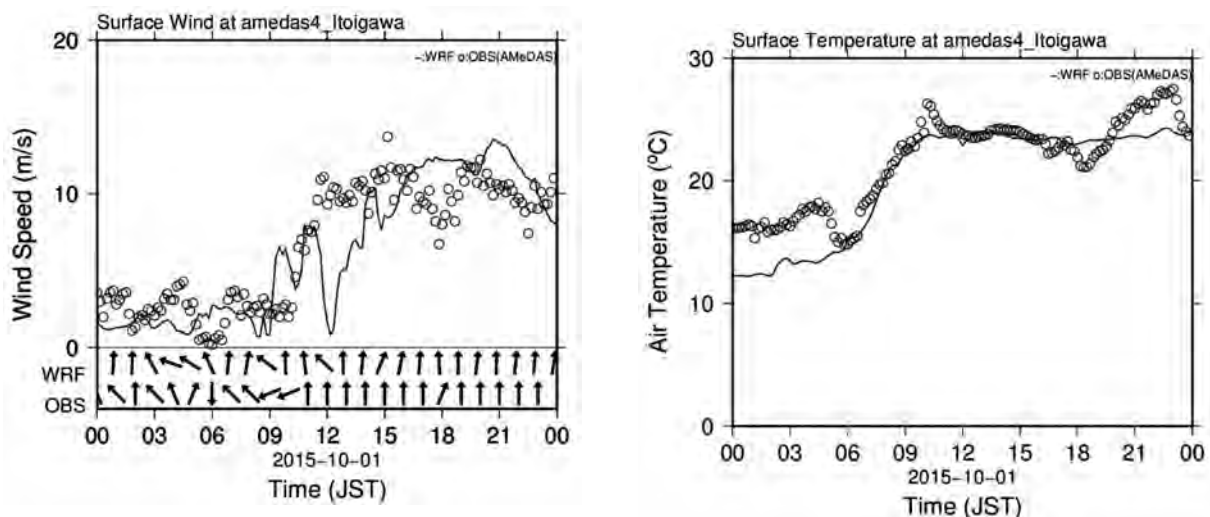 Surface Wind at amedas4_Itoigawa
-:WRF o:OBS(AMeDAS)
20
10
0
Wind Speed (m/s)
WRF
OBS
00 03 06 09 12 15 18 21 00
2015-10-01
Time (JST)
Surface Temperature at amedas4_Itoigawa
-:WRF o:OBS(AMeDAS)
30
20
10
0
Air Temperature (°C)
00 03 06 09 12 15 18 21 00
2015-10-01
Time (JST)